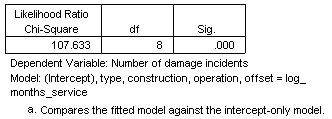 Likelihood Ratio
Chi-Square df Sig.
107.633 8 .000
Dependent Variable: Number of damage incidents
Model: (Intercept), type, construction, operation, offset = log_
months_service
a. Compares the fitted model against the intercept-only model.